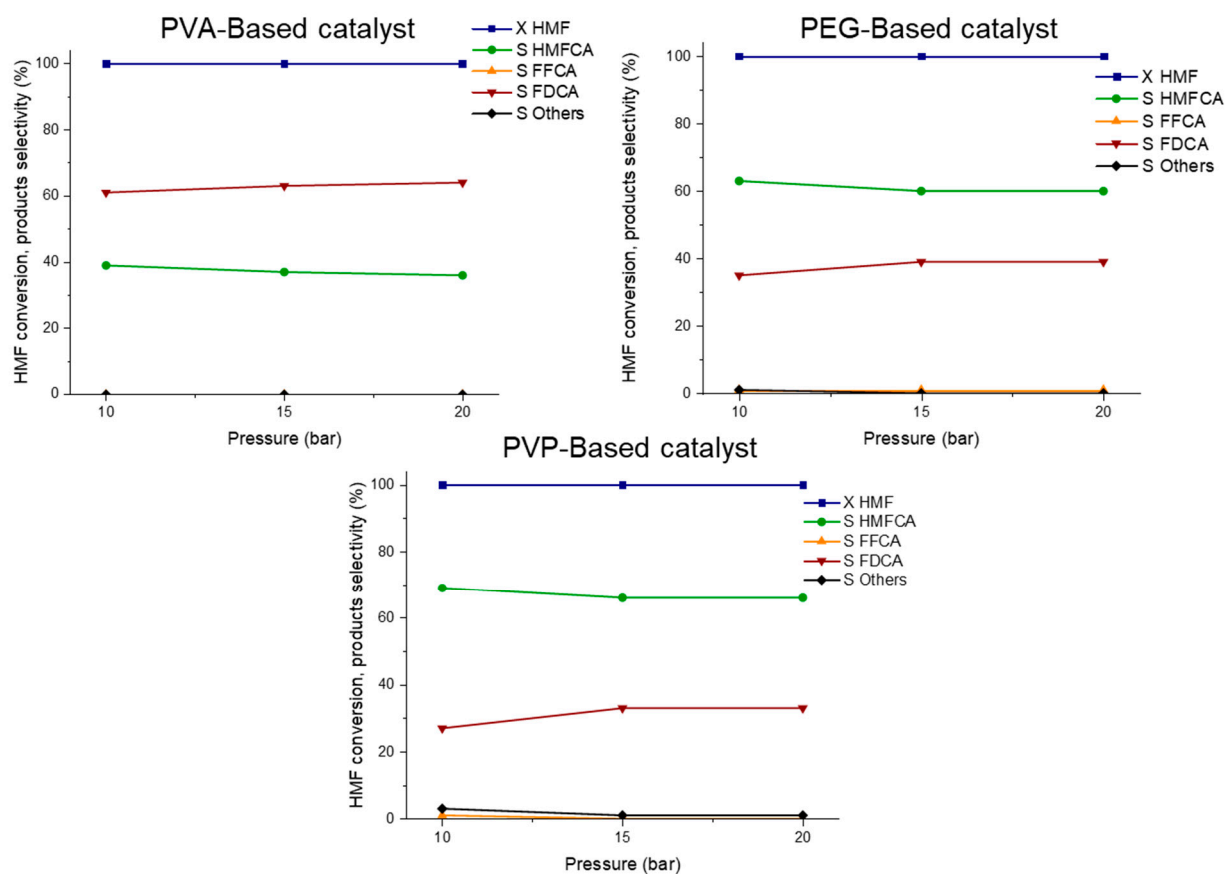 PVA-Based catalyst
HMF conversion, products selectivity (%)
100
80
60
40
20
0
10
15
20
Pressure (bar)
X HMF
S HMFCA
S FFCA
S FDCA
S Others
PEG-Based catalyst
HMF conversion, products selectivity (%)
100
80
60
40
20
0
10
15
20
Pressure (bar)
X HMF
S HMFCA
S FFCA
S FDCA
S Others
PVP-Based catalyst
HMF conversion, products selectivity (%)
100
80
60
40
20
0
10
15
20
Pressure (bar)
X HMF
S HMFCA
S FFCA
S FDCA
S Others